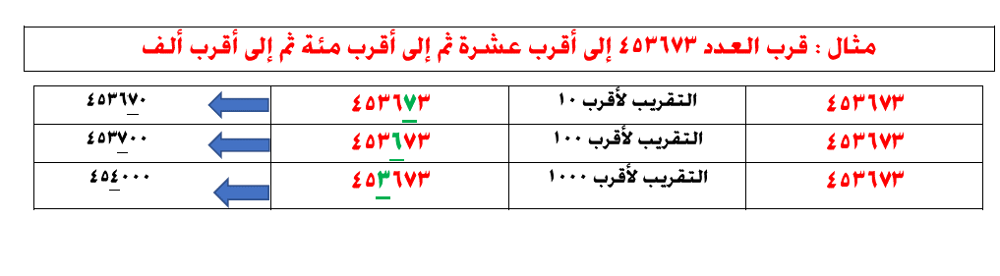 مثال : قرب العدد ٤٥٣٦٧٣ إلى أقرب عشرة ثم إلى أقرب مئة ثم إلى أقرب ألف
٤٥٣٦٧٣ التقريب لأقرب ١٠ ٤٥٣٦٧٣ ٤٥٣٦٧٠
٤٥٣٦٧٣ التقريب لأقرب ١٠٠ ٤٥٣٦٧٣ ٤٥٣٧٠٠
٤٥٣٦٧٣ التقريب لأقرب ١٠٠٠ ٤٥٣٦٧٣ ٤٥٤٠٠٠